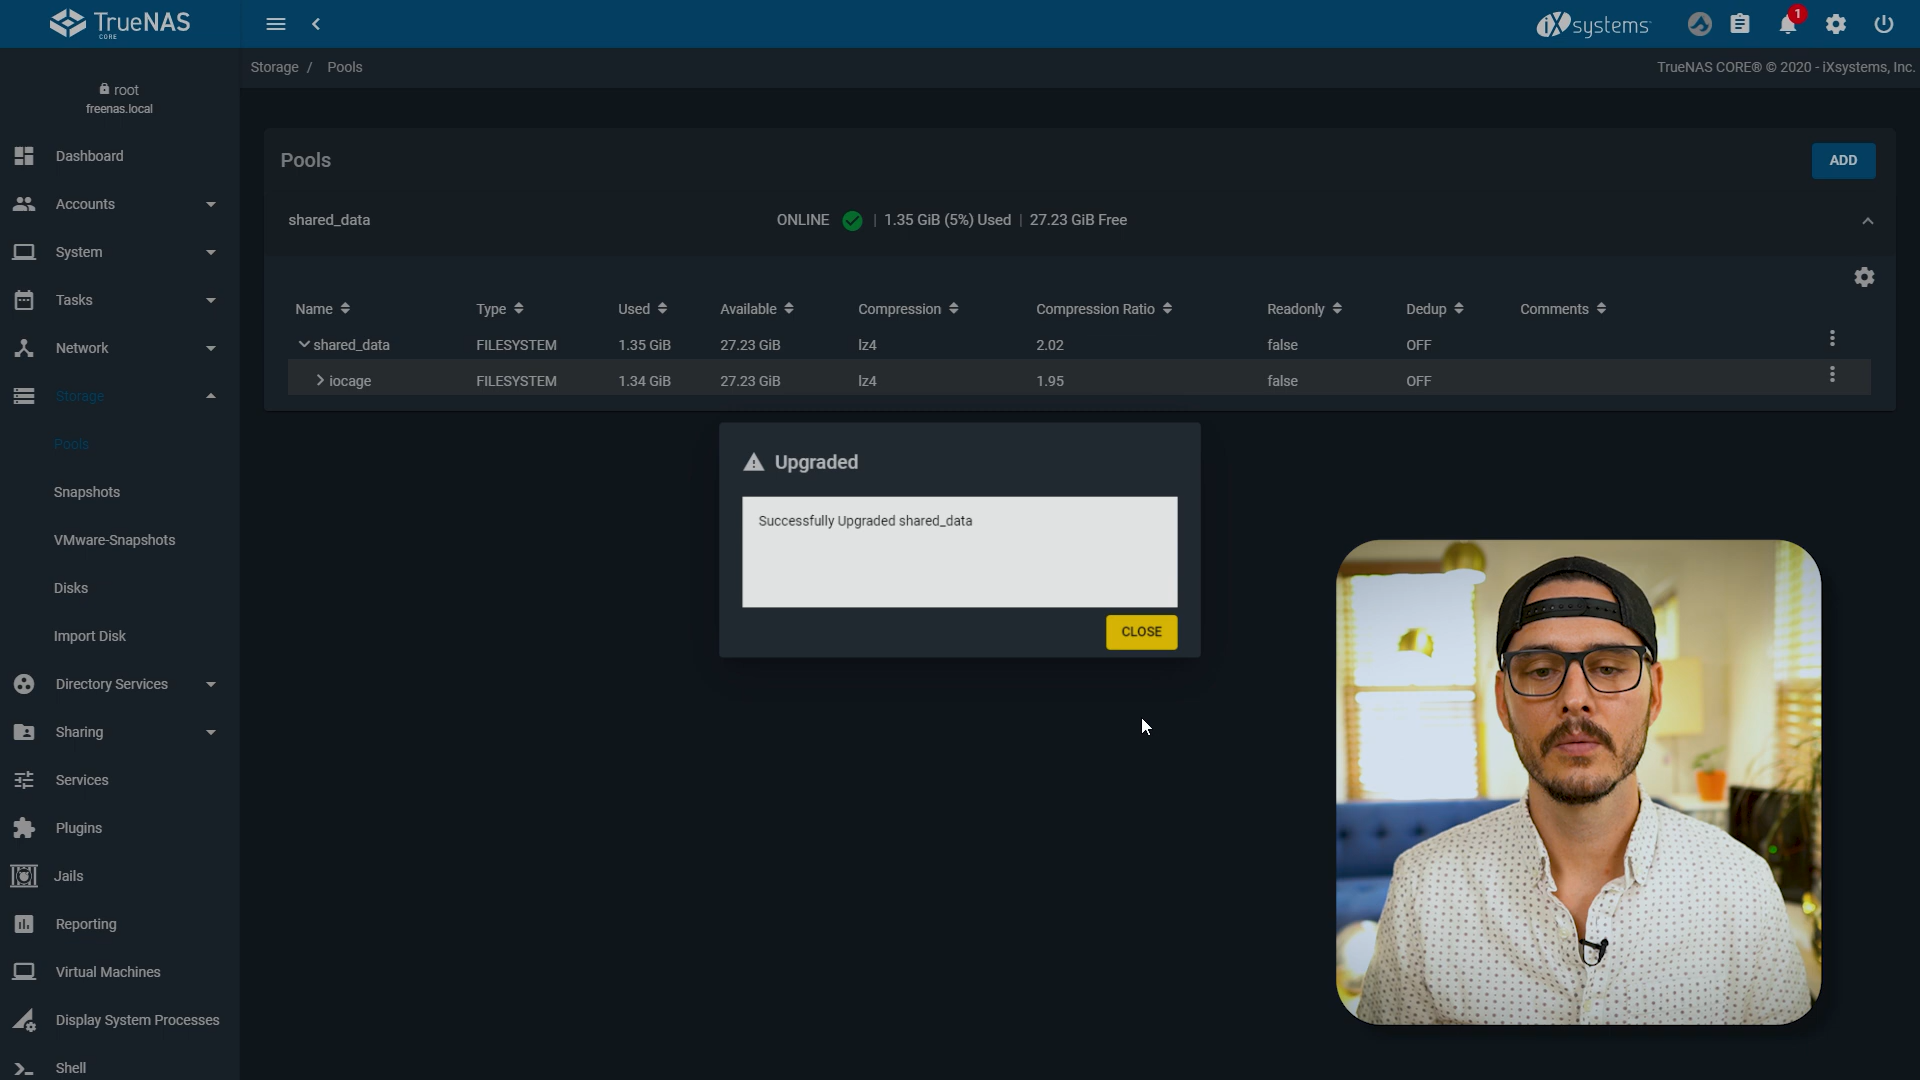 TrueNAS
CORE
iXsystems
1
Storage / Pools
TrueNAS CORE® © 2020 - iXsystems, Inc.
root
freenas.local
Dashboard
Accounts
System
Tasks
Network
Storage
Pools
Snapshots
VMware-Snapshots
Disks
Import Disk
Directory Services
Sharing
Services
Plugins
Jails
Reporting
Virtual Machines
Display System Processes
Shell
Pools
ADD
shared_data ONLINE | 1.35 GiB (5%) Used | 27.23 GiB Free
Name Type Used Available Compression Compression Ratio Readonly Dedup Comments
shared_data FILESYSTEM 1.35 GiB 27.23 GiB lz4 2.02 false OFF
iocage FILESYSTEM 1.34 GiB 27.23 GiB lz4 1.95 false OFF
Upgraded
Successfully Upgraded shared_data
CLOSE